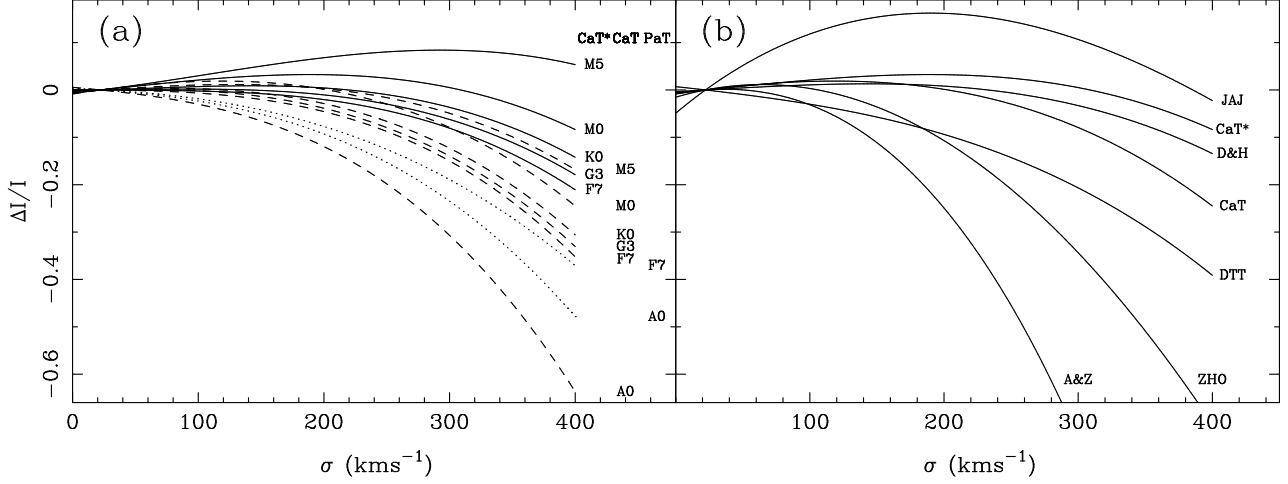 (a)
CaT* CaT PaT
M5
0
M0
K0
G3
F7
M5
−0.2
M0
K0
G3
F7
F7
−0.4
A0
A0
−0.6
ΔI/I
0 100 200 300 400
σ (kms⁻¹)
(b)
JAJ
CaT*
D&H
CaT
DTT
A&Z
ZHO
100 200 300 400
σ (kms⁻¹)